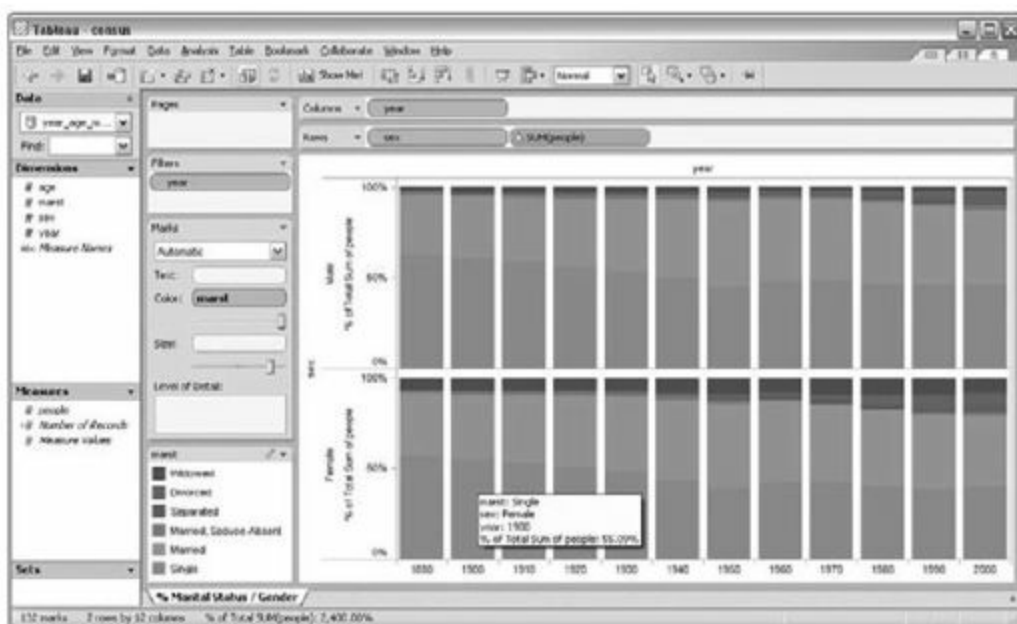 Tableau - census
File Edit View Format Data Analysis Table Bookmark Collaborate Window Help
Show Me! Normal
Data
year_age_m...
Find:
Dimensions
# age
# marst
# sex
# year
abc Measure Names
Measures
# people
# Number of Records
# Measure Values
Sets
Pages
Filters
year
Marks
Automatic
Text:
Color: marst
Size:
Level of Detail:
marst
Widowed
Divorced
Separated
Married, Spouse Absent
Married
Single
Columns year
Rows sex SUM(people)
year
sex
Male
% of Total Sum of people
100%
50%
0%
Female
% of Total Sum of people
100%
50%
0%
marst: Single
sex: Female
year: 1900
% of Total Sum of people: 55.09%
1900 1910 1920 1930 1940 1950 1960 1970 1980 1990 2000
Marital Status / Gender
132 marks 2 rows by 12 columns % of Total SUM(people): 2,400.00%